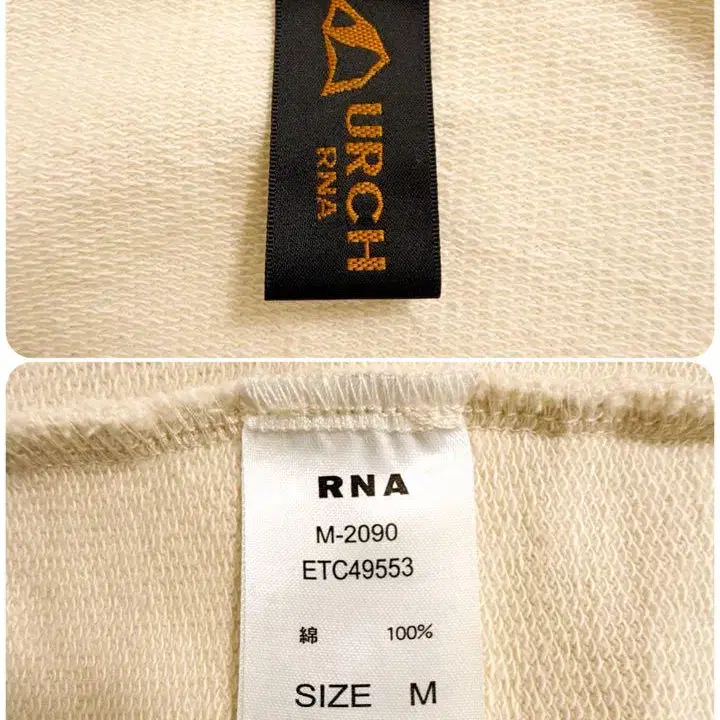 URCH
RNA
RNA
M-2090
ETC49553
綿 100%
SIZE M